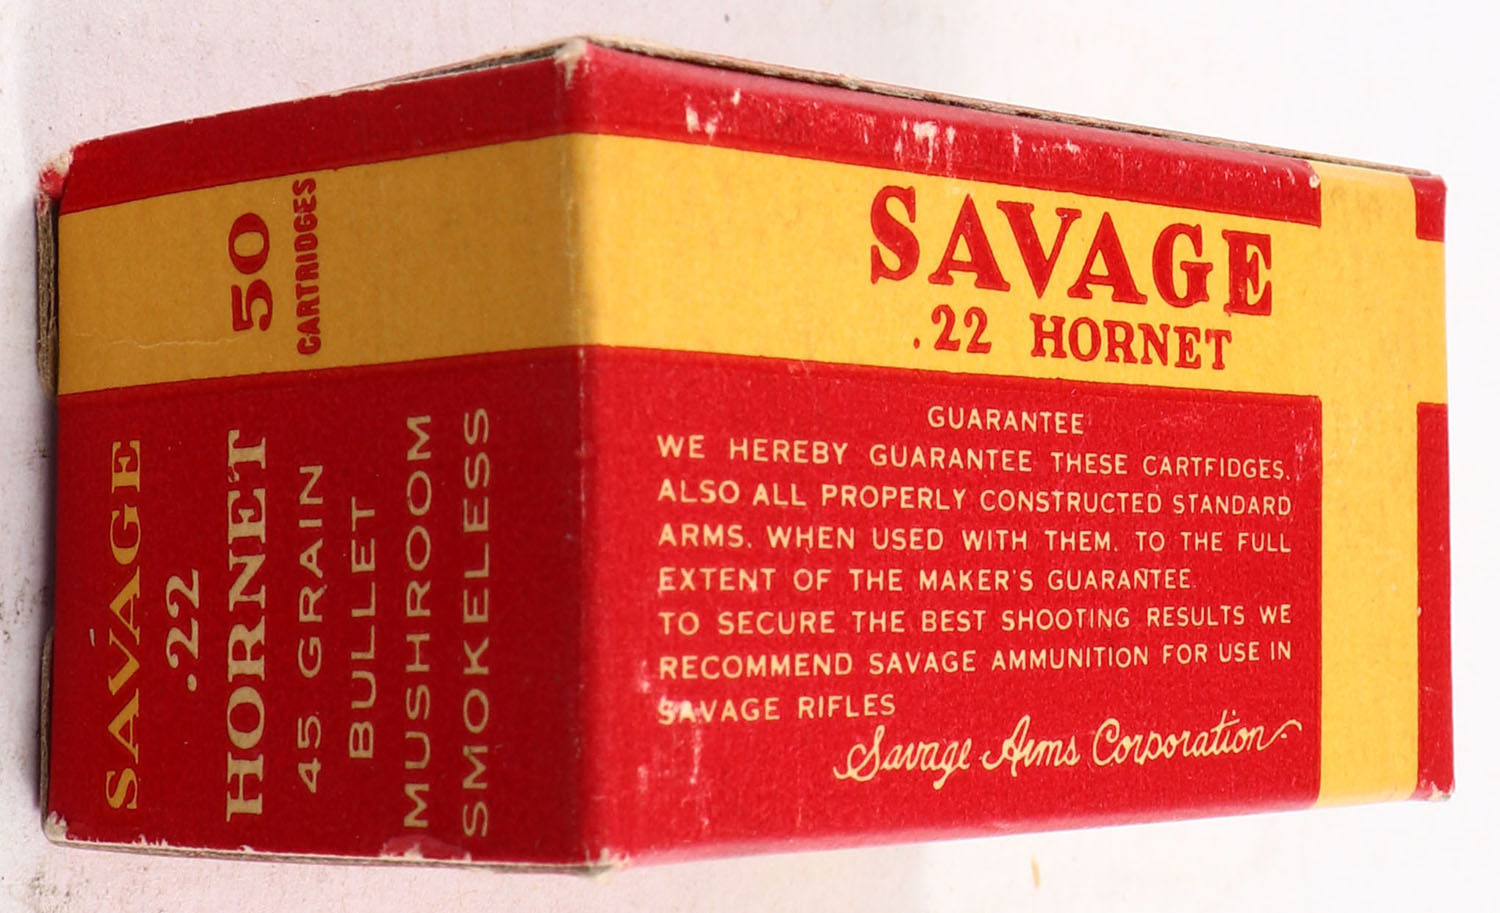 SAVAGE
.22
HORNET
45 GRAIN
BULLET
MUSHROOM
SMOKELESS
50
CARTRIDGES
SAVAGE
.22 HORNET
GUARANTEE
WE HEREBY GUARANTEE THESE CARTFIDGES,
ALSO ALL PROPERLY CONSTRUCTED STANDARD
ARMS. WHEN USED WITH THEM. TO THE FULL
EXTENT OF THE MAKER'S GUARANTEE.
TO SECURE THE BEST SHOOTING RESULTS WE
RECOMMEND SAVAGE AMMUNITION FOR USE IN
SAVAGE RIFLES
Savage Arms Corporation